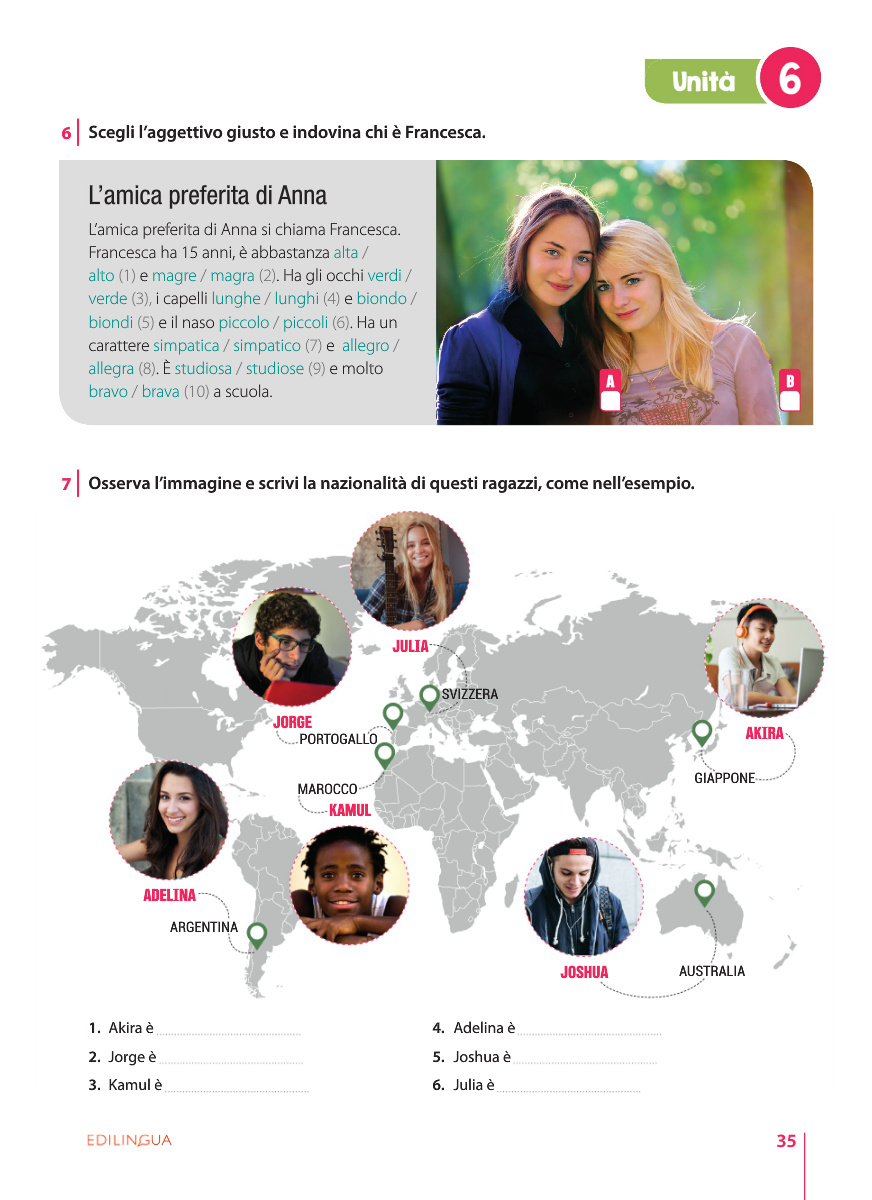 Unità 6
6 Scegli l'aggettivo giusto e indovina chi è Francesca.
L'amica preferita di Anna
L'amica preferita di Anna si chiama Francesca.
Francesca ha 15 anni, è abbastanza alta /
alto (1) e magre / magra (2). Ha gli occhi verdi /
verde (3), i capelli lunghe / lunghi (4) e biondo /
biondi (5) e il naso piccolo / piccoli (6). Ha un
carattere simpatica / simpatico (7) e allegro /
allegra (8). È studiosa / studiose (9) e molto
bravo / brava (10) a scuola.
A
B
7 Osserva l'immagine e scrivi la nazionalità di questi ragazzi, come nell'esempio.
JULIA
SVIZZERA
JORGE
PORTOGALLO
AKIRA
GIAPPONE
MAROCCO
KAMUL
ADELINA
ARGENTINA
JOSHUA
AUSTRALIA
1. Akira è
2. Jorge è
3. Kamul è
4. Adelina è
5. Joshua è
6. Julia è
EDILINGUA
35